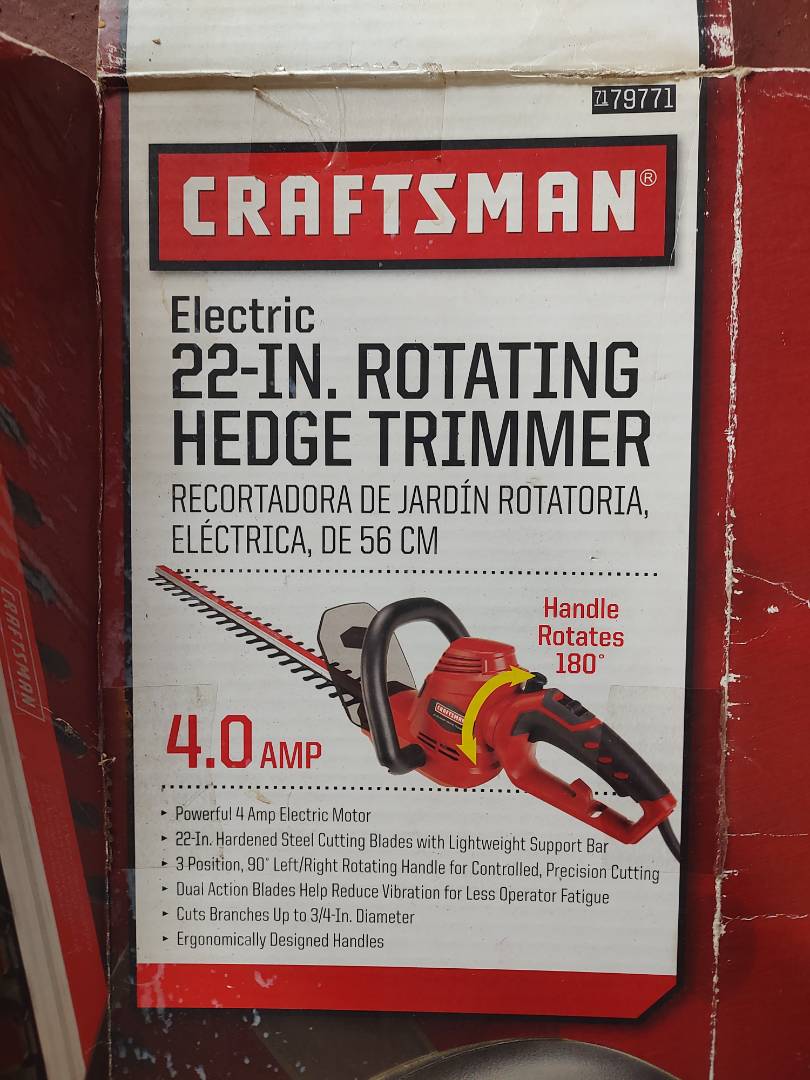 7179771
CRAFTSMAN®
Electric
22-IN. ROTATING
HEDGE TRIMMER
RECORTADORA DE JARDÍN ROTATORIA,
ELÉCTRICA, DE 56 CM
Handle
Rotates
180°
CRAFTSMAN
4.0 AMP
▸ Powerful 4 Amp Electric Motor
▸ 22-In. Hardened Steel Cutting Blades with Lightweight Support Bar
▸ 3 Position, 90° Left/Right Rotating Handle for Controlled, Precision Cutting
▸ Dual Action Blades Help Reduce Vibration for Less Operator Fatigue
▸ Cuts Branches Up to 3/4-In. Diameter
▸ Ergonomically Designed Handles
CRAFTSMAN